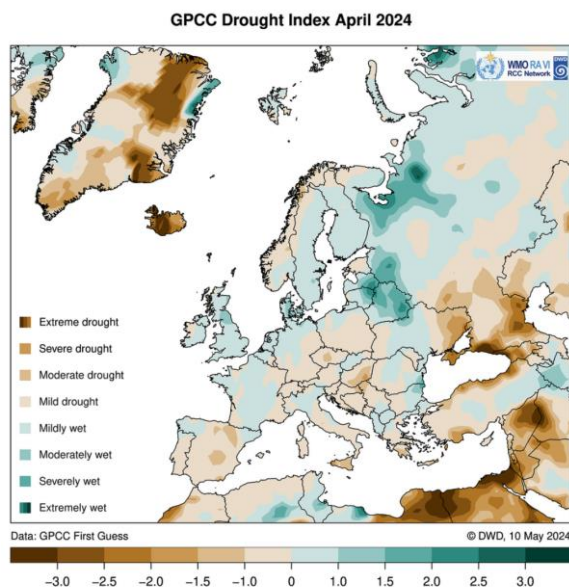 GPCC Drought Index April 2024
WMO RA VI
RCC Network
DWD
Extreme drought
Severe drought
Moderate drought
Mild drought
Mildly wet
Moderately wet
Severely wet
Extremely wet
Data: GPCC First Guess
© DWD, 10 May 2024
−3.0 −2.5 −2.0 −1.5 −1.0 0 1.0 1.5 2.0 2.5 3.0